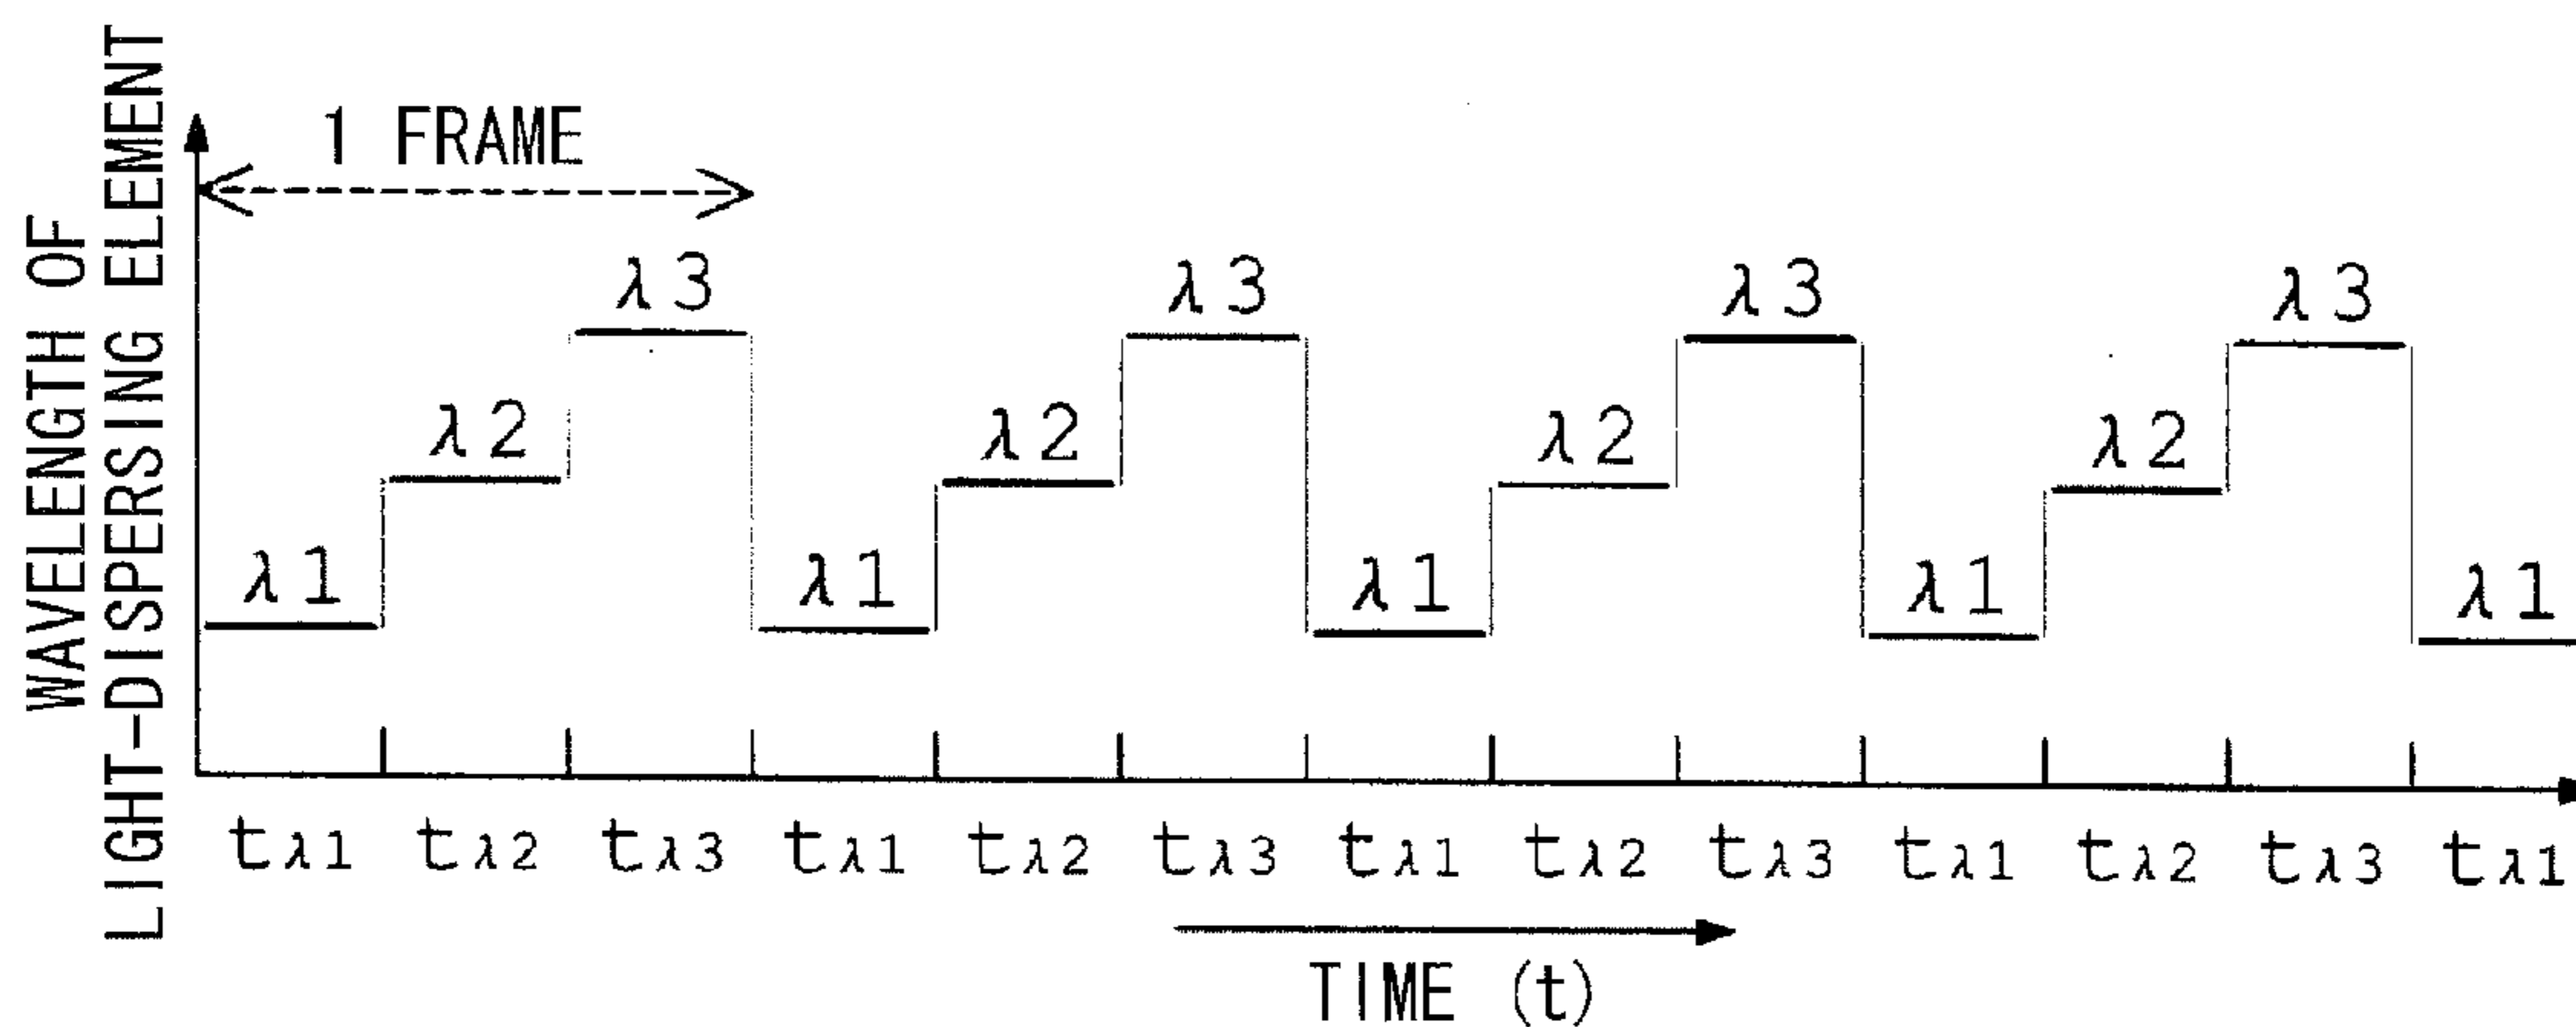 WAVELENGTH OF
LIGHT-DISPERSING ELEMENT
1 FRAME
λ3 λ3 λ3 λ3
λ2 λ2 λ2 λ2
λ1 λ1 λ1 λ1 λ1
tλ1 tλ2 tλ3 tλ1 tλ2 tλ3 tλ1 tλ2 tλ3 tλ1 tλ2 tλ3 tλ1
TIME (t)